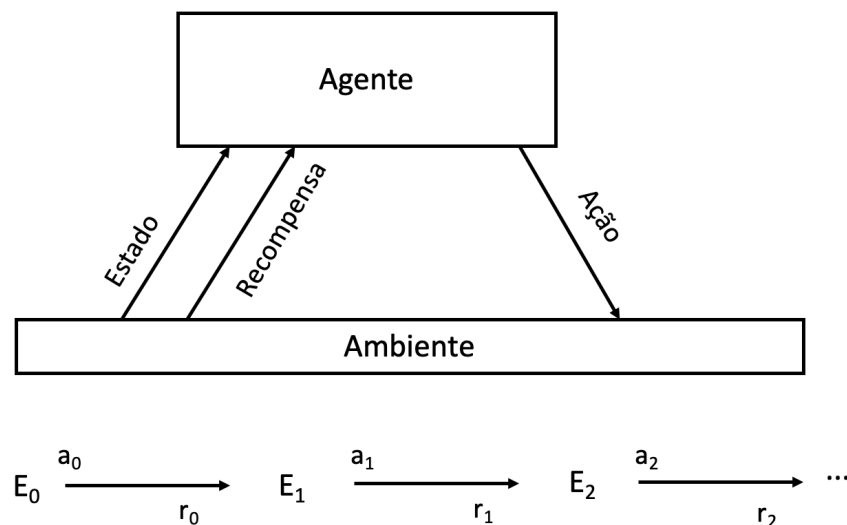 Agente
Estado
Recompensa
Ação
Ambiente
a₀ a₁ a₂
E₀ E₁ E₂ ...
r₀ r₁ r₂